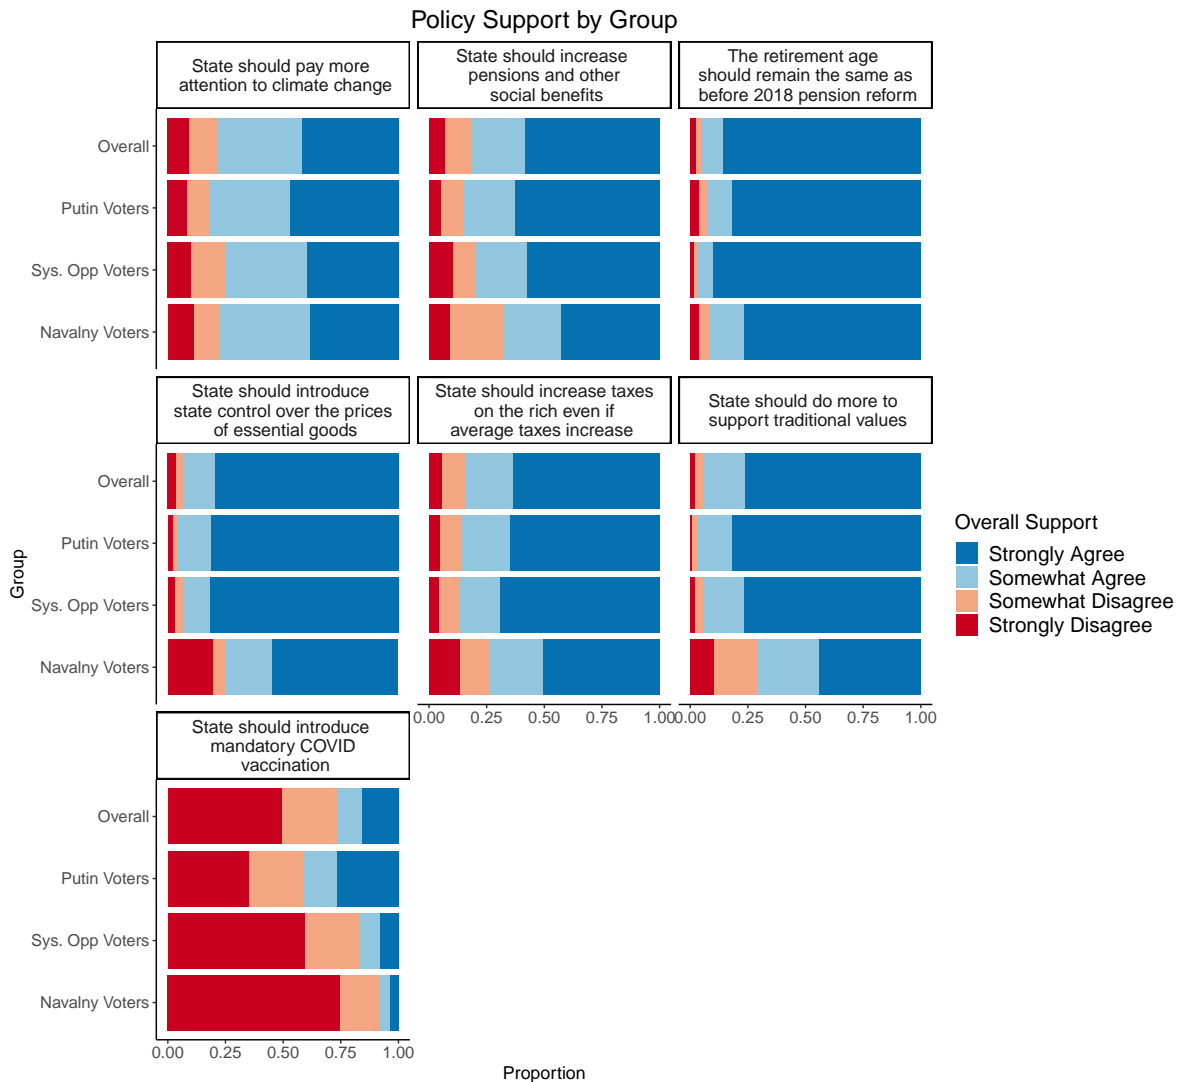 Policy Support by Group
State should pay more
attention to climate change
State should increase
pensions and other
social benefits
The retirement age
should remain the same as
before 2018 pension reform
Overall
Putin Voters
Sys. Opp Voters
Navalny Voters
State should introduce
state control over the prices
of essential goods
State should increase taxes
on the rich even if
average taxes increase
State should do more to
support traditional values
Overall
Putin Voters
Sys. Opp Voters
Navalny Voters
0.00 0.25 0.50 0.75 1.00
0.00 0.25 0.50 0.75 1.00
State should introduce
mandatory COVID
vaccination
Overall
Putin Voters
Sys. Opp Voters
Navalny Voters
0.00 0.25 0.50 0.75 1.00
Proportion
Group
Overall Support
Strongly Agree
Somewhat Agree
Somewhat Disagree
Strongly Disagree